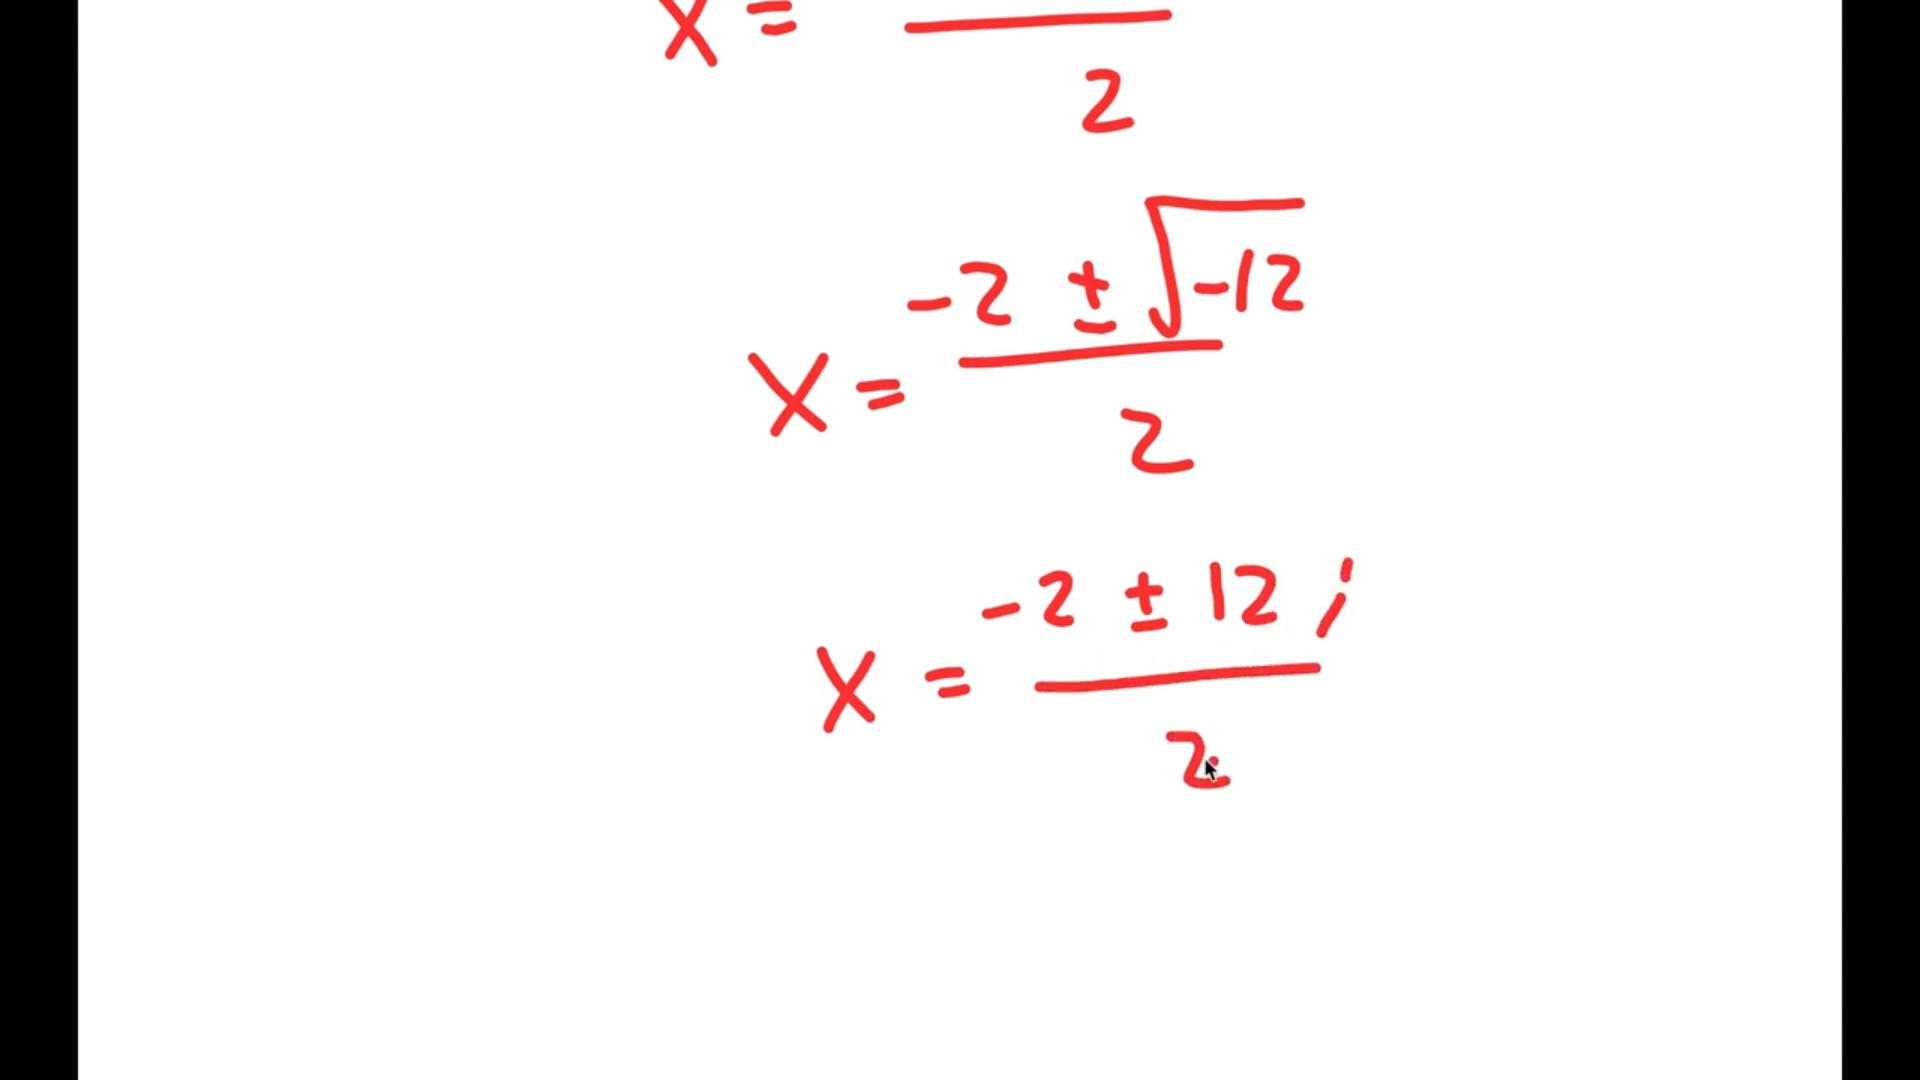 x =
2
-2 ± √-12
x =
2
-2 ± 12 i
x =
2